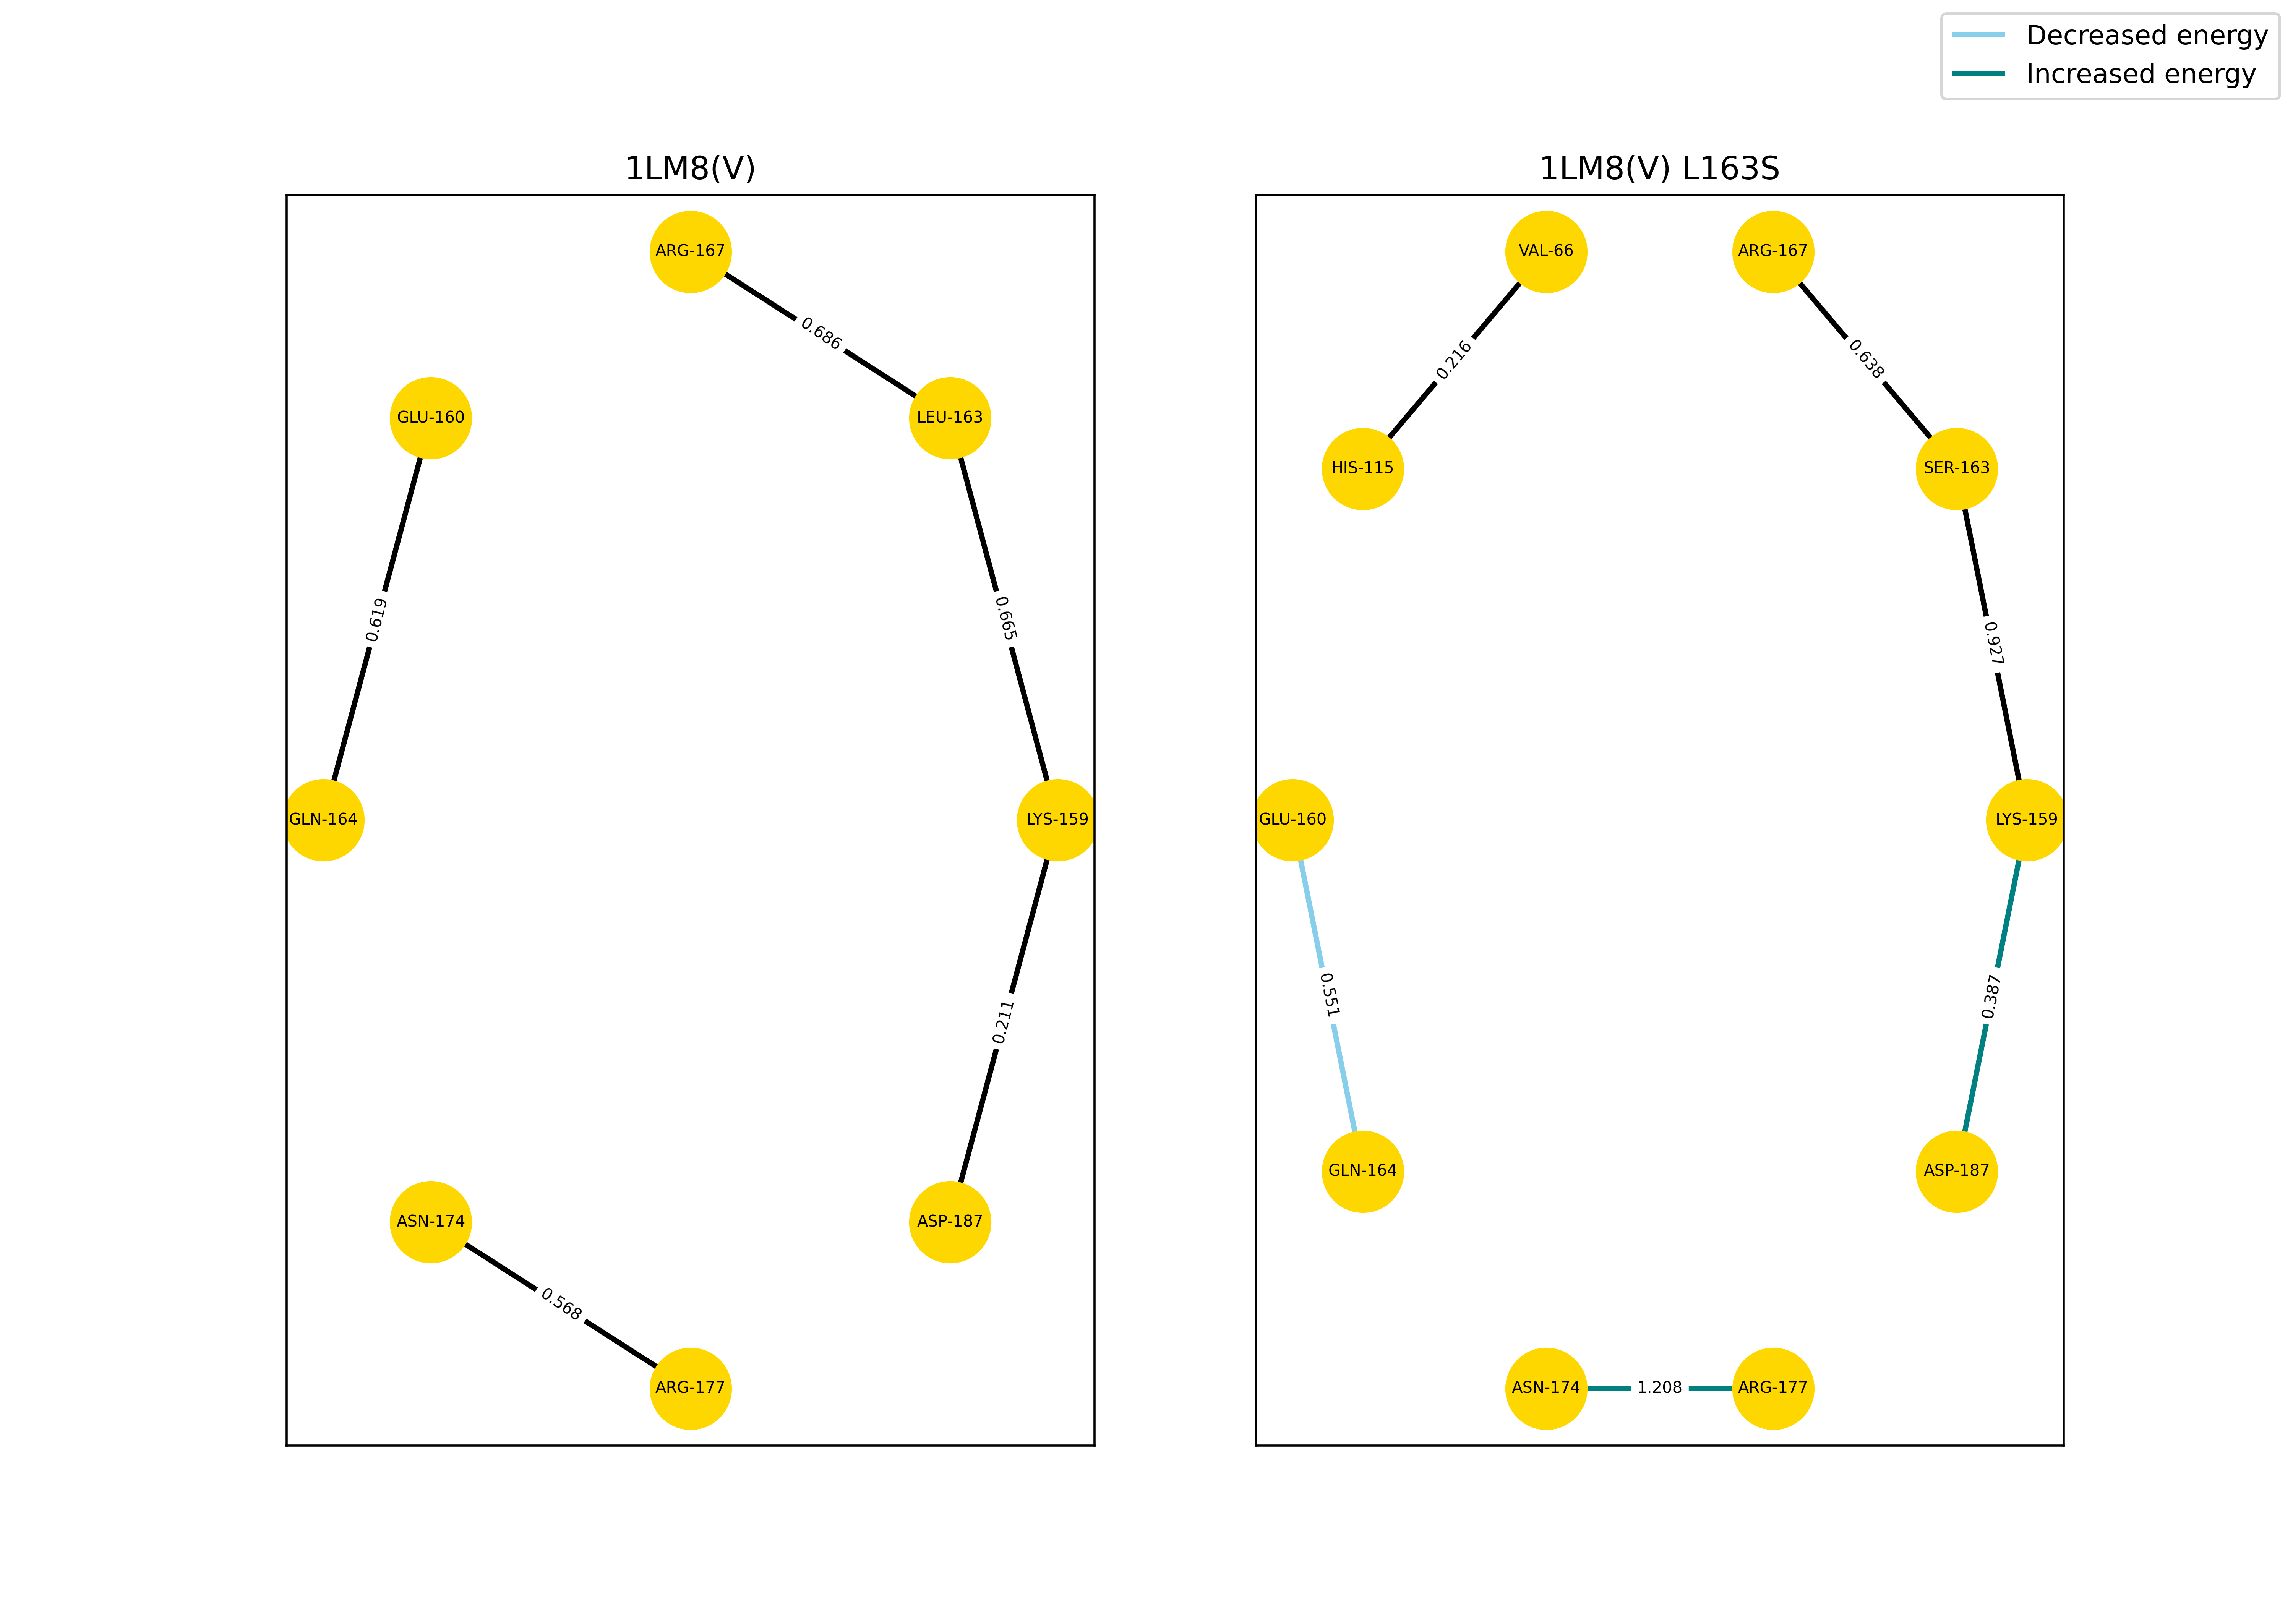 Decreased energy
Increased energy
1LM8(V)
ARG-167
0.686
GLU-160
LEU-163
0.619
0.665
GLN-164
LYS-159
0.211
ASN-174
ASP-187
0.568
ARG-177
1LM8(V) L163S
VAL-66
ARG-167
0.216
0.638
HIS-115
SER-163
0.927
GLU-160
LYS-159
0.551
0.387
GLN-164
ASP-187
ASN-174
1.208
ARG-177